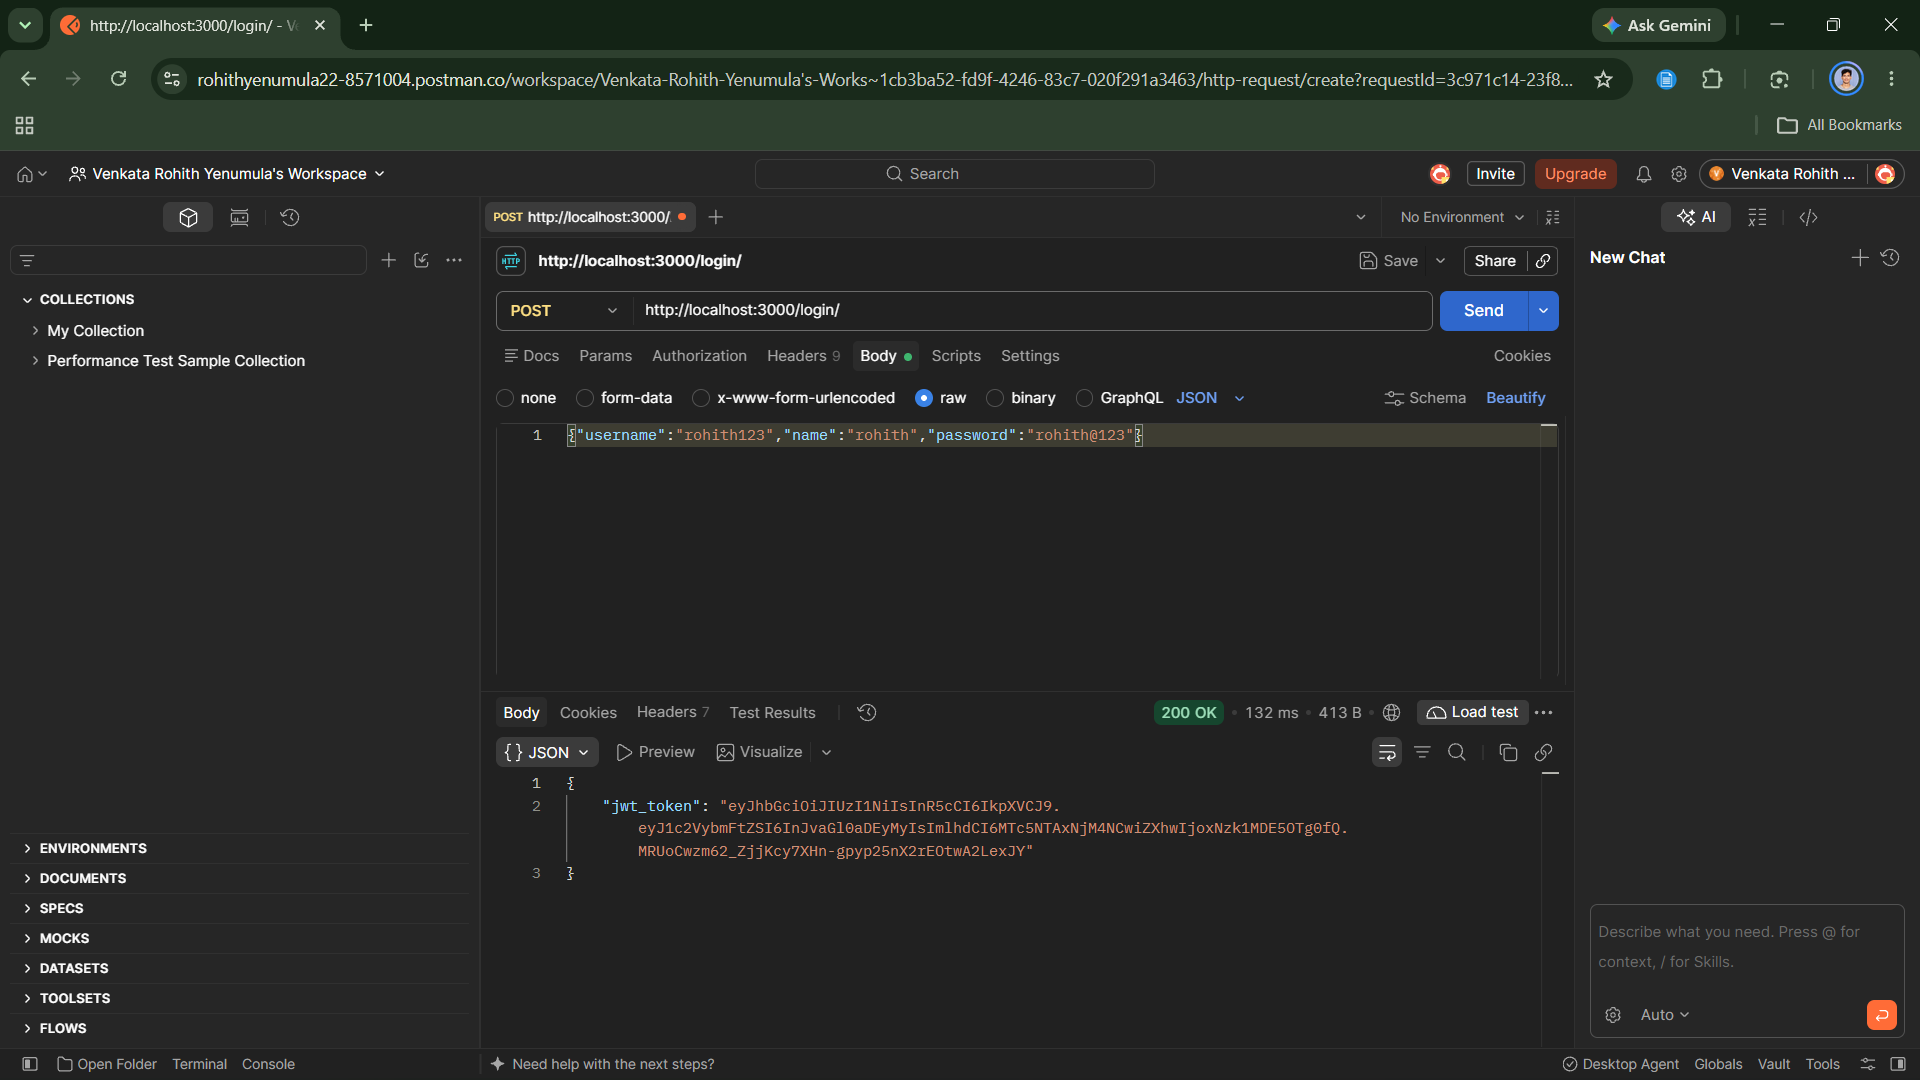 http://localhost:3000/login/ - V
Ask Gemini
rohithyenumula22-8571004.postman.co/workspace/Venkata-Rohith-Yenumula's-Works~1cb3ba52-fd9f-4246-83c7-020f291a3463/http-request/create?requestId=3c971c14-23f8...
All Bookmarks
Venkata Rohith Yenumula's Workspace
Search
Invite
Upgrade
V
Venkata Rohith ...
POST http://localhost:3000/
No Environment
AI
HTTP
http://localhost:3000/login/
Save
Share
New Chat
COLLECTIONS
My Collection
Performance Test Sample Collection
POST
http://localhost:3000/login/
Send
Docs Params Authorization Headers 9 Body Scripts Settings
Cookies
none form-data x-www-form-urlencoded raw binary GraphQL JSON
Schema Beautify
1 {"username":"rohith123","name":"rohith","password":"rohith@123"}
Body Cookies Headers 7 Test Results
200 OK • 132 ms • 413 B •
Load test
{} JSON
Preview
Visualize
1 {
2 "jwt_token": "eyJhbGciOiJIUzI1NiIsInR5cCI6IkpXVCJ9.
eyJ1c2VybmFtZSI6InJvaGl0aDEyMyIsImlhdCI6MTc5NTAxNjM4NCwiZXhwIjoxNzk1MDE5OTg0fQ.
MRUoCwzm62_ZjjKcy7XHn-gpyp25nX2rEOtwA2LexJY"
3 }
ENVIRONMENTS
DOCUMENTS
SPECS
MOCKS
DATASETS
TOOLSETS
FLOWS
Describe what you need. Press @ for
context, / for Skills.
Auto
Open Folder Terminal Console
Need help with the next steps?
Desktop Agent Globals Vault Tools